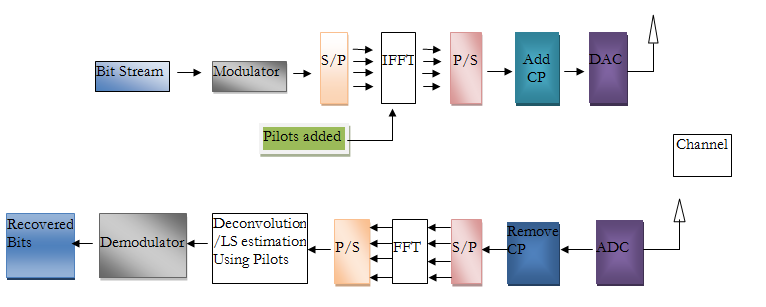 Bit Stream
Modulator
S/P
IFFT
P/S
Add
CP
DAC
Pilots added
Channel
Recovered
Bits
Demodulator
Deconvolution
/LS estimation
Using Pilots
P/S
FFT
S/P
Remove
CP
ADC